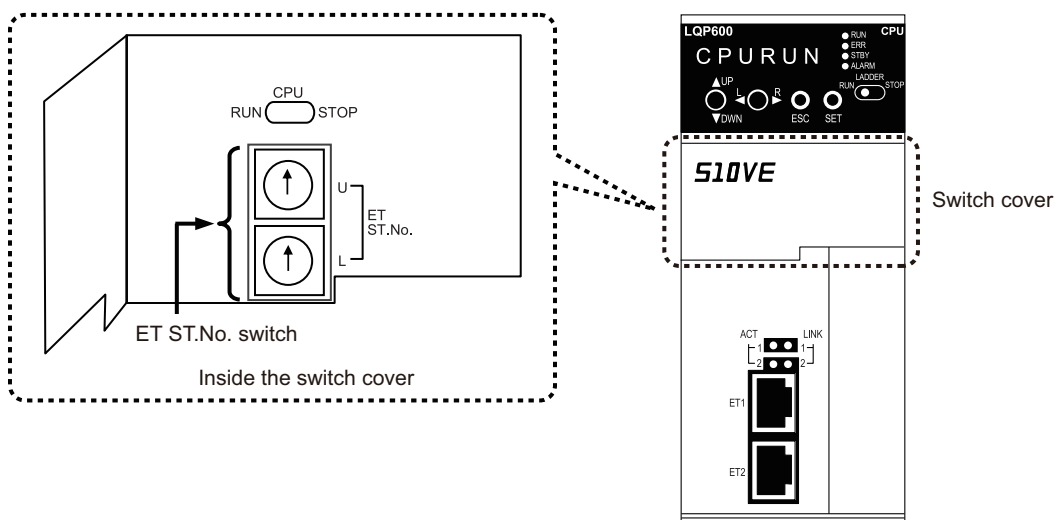 CPU
RUN STOP
U
ET
ST.No.
L
ET ST.No. switch
Inside the switch cover
LQP600 CPU
CPURUN
RUN
ERR
STBY
ALARM
LADDER
RUN STOP
▲UP
◀L R▶
▼DWN ESC SET
S10VE
Switch cover
ACT LINK
1 1
2 2
ET1
ET2